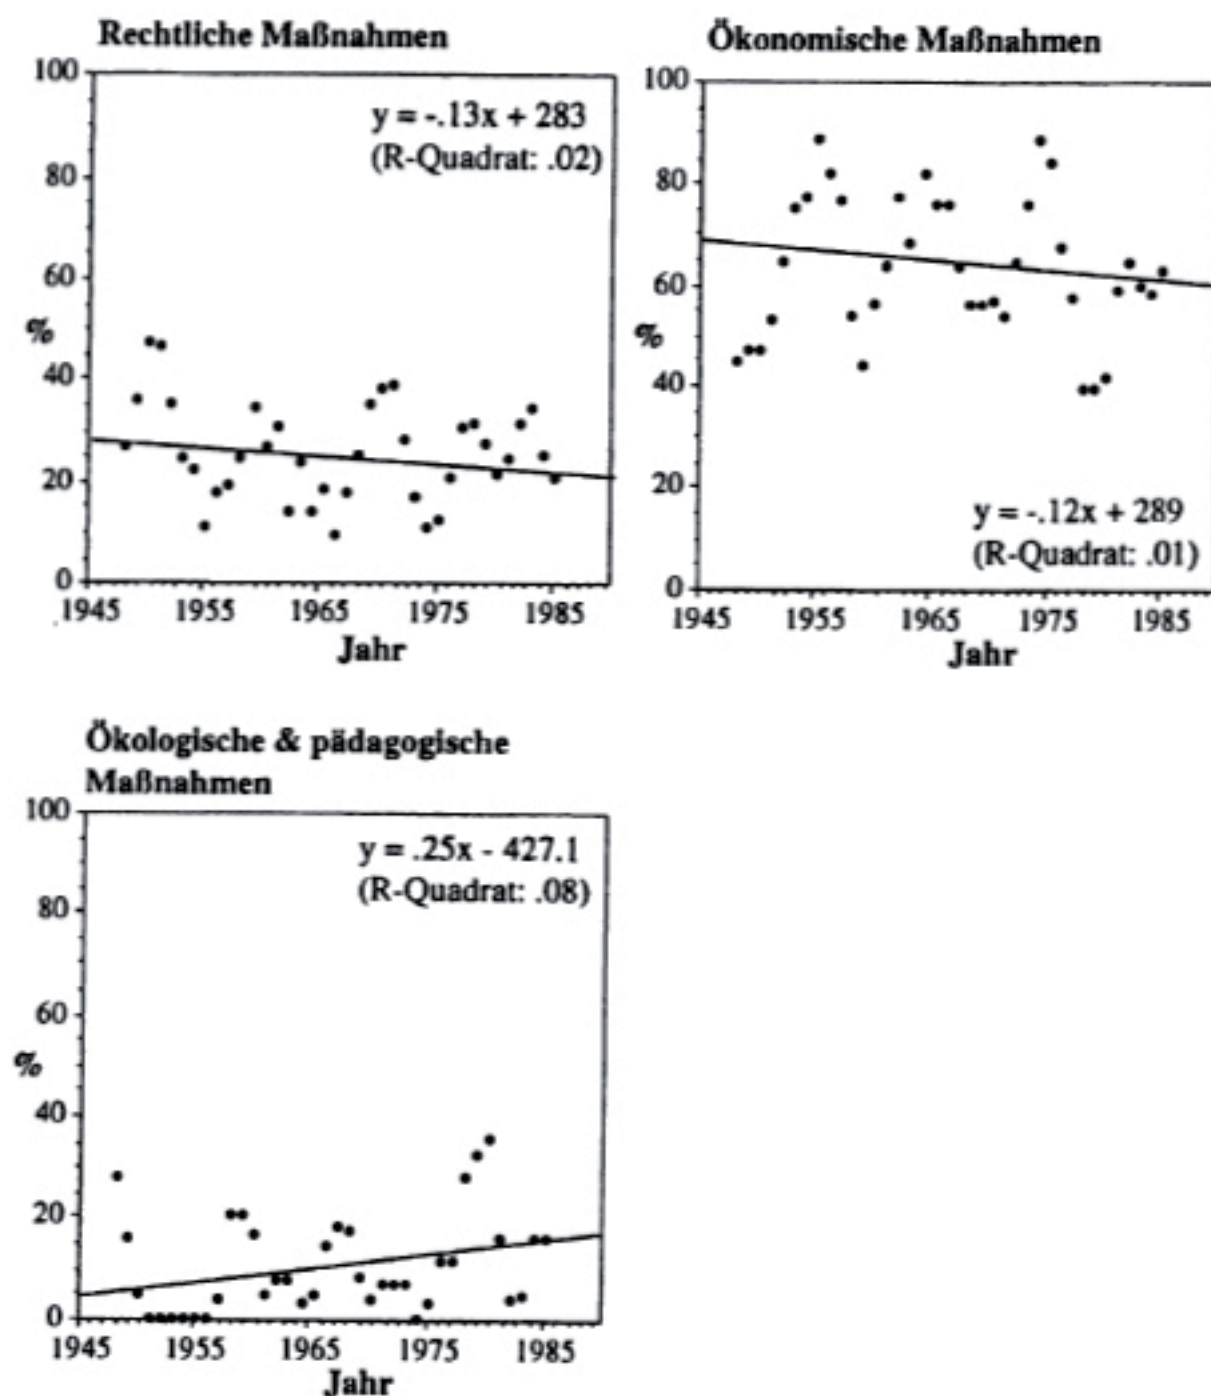 Rechtliche Maßnahmen
100
80
60
%
40
20
0
y = -.13x + 283
(R-Quadrat: .02)
1945 1955 1965 1975 1985
Jahr
Ökonomische Maßnahmen
100
80
60
%
40
20
0
y = -.12x + 289
(R-Quadrat: .01)
1945 1955 1965 1975 1985
Jahr
Ökologische & pädagogische
Maßnahmen
100
y = .25x - 427.1
(R-Quadrat: .08)
80
60
%
40
20
0
1945 1955 1965 1975 1985
Jahr